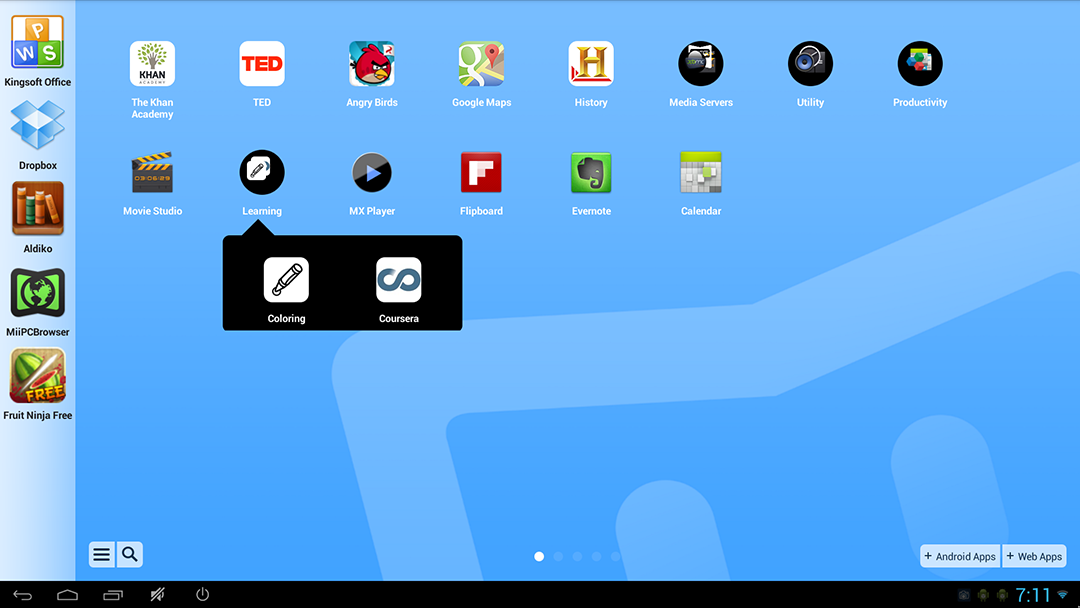 P
W S
Kingsoft Office
Dropbox
Aldiko
MiiPCBrowser
FREE
Fruit Ninja Free
KHAN
ACADEMY
The Khan
Academy
TED
TED
Angry Birds
Google Maps
H
History
xbmc
Media Servers
Utility
Productivity
03:06:29
Movie Studio
Learning
MX Player
Flipboard
Evernote
Calendar
Coloring
Coursera
+ Android Apps
+ Web Apps
7:11